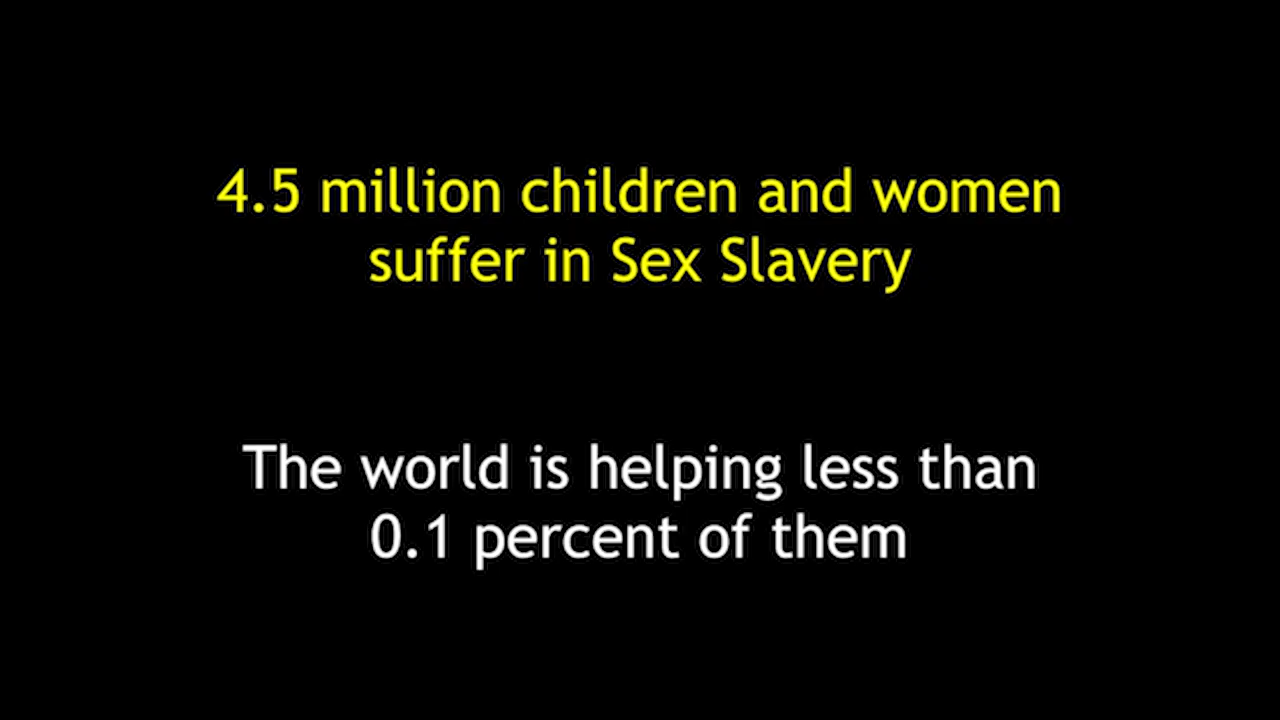 4.5 million children and women
suffer in Sex Slavery
The world is helping less than
0.1 percent of them